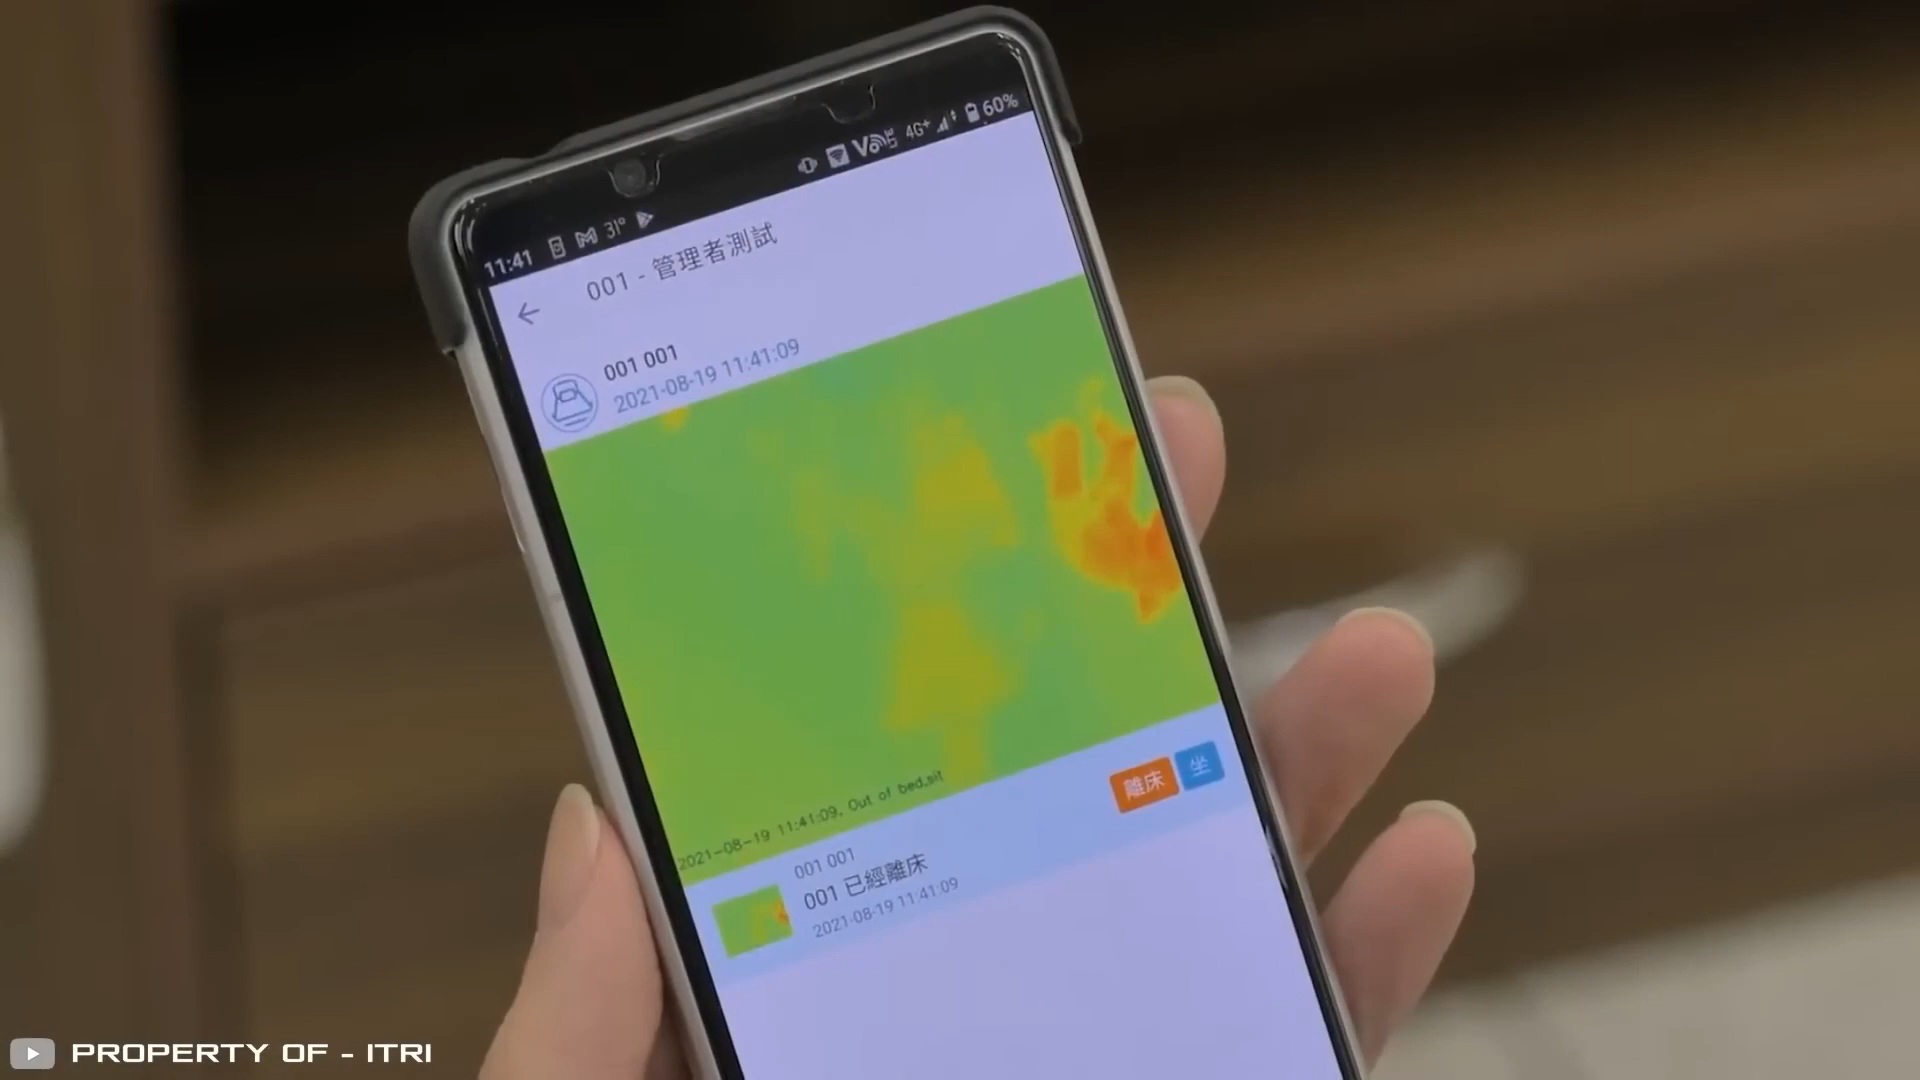 11:41 31° 4G+ 60%
001 - 管理者測試
001 001
2021-08-19 11:41:09
2021-08-19 11:41:09, Out of bed,sit
離床 坐
001 001
001 已經離床
2021-08-19 11:41:09
PROPERTY OF - ITRI